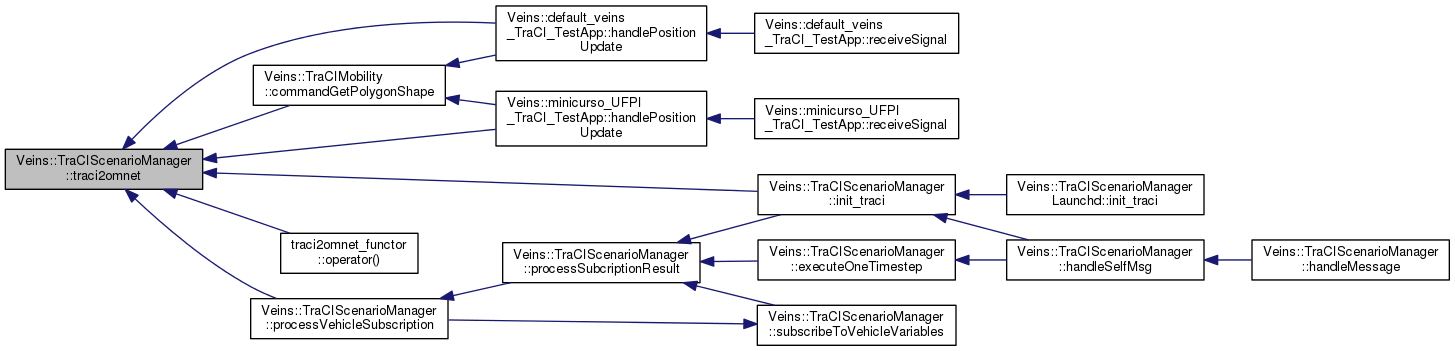 Veins::TraCIScenarioManager
::traci2omnet
Veins::default_veins
_TraCI_TestApp::handlePosition
Update
Veins::default_veins
_TraCI_TestApp::receiveSignal
Veins::TraCIMobility
::commandGetPolygonShape
Veins::minicurso_UFPI
_TraCI_TestApp::handlePosition
Update
Veins::minicurso_UFPI
_TraCI_TestApp::receiveSignal
Veins::TraCIScenarioManager
::init_traci
Veins::TraCIScenarioManager
Launchd::init_traci
traci2omnet_functor
::operator()
Veins::TraCIScenarioManager
::processSubcriptionResult
Veins::TraCIScenarioManager
::executeOneTimestep
Veins::TraCIScenarioManager
::handleSelfMsg
Veins::TraCIScenarioManager
::handleMessage
Veins::TraCIScenarioManager
::processVehicleSubscription
Veins::TraCIScenarioManager
::subscribeToVehicleVariables